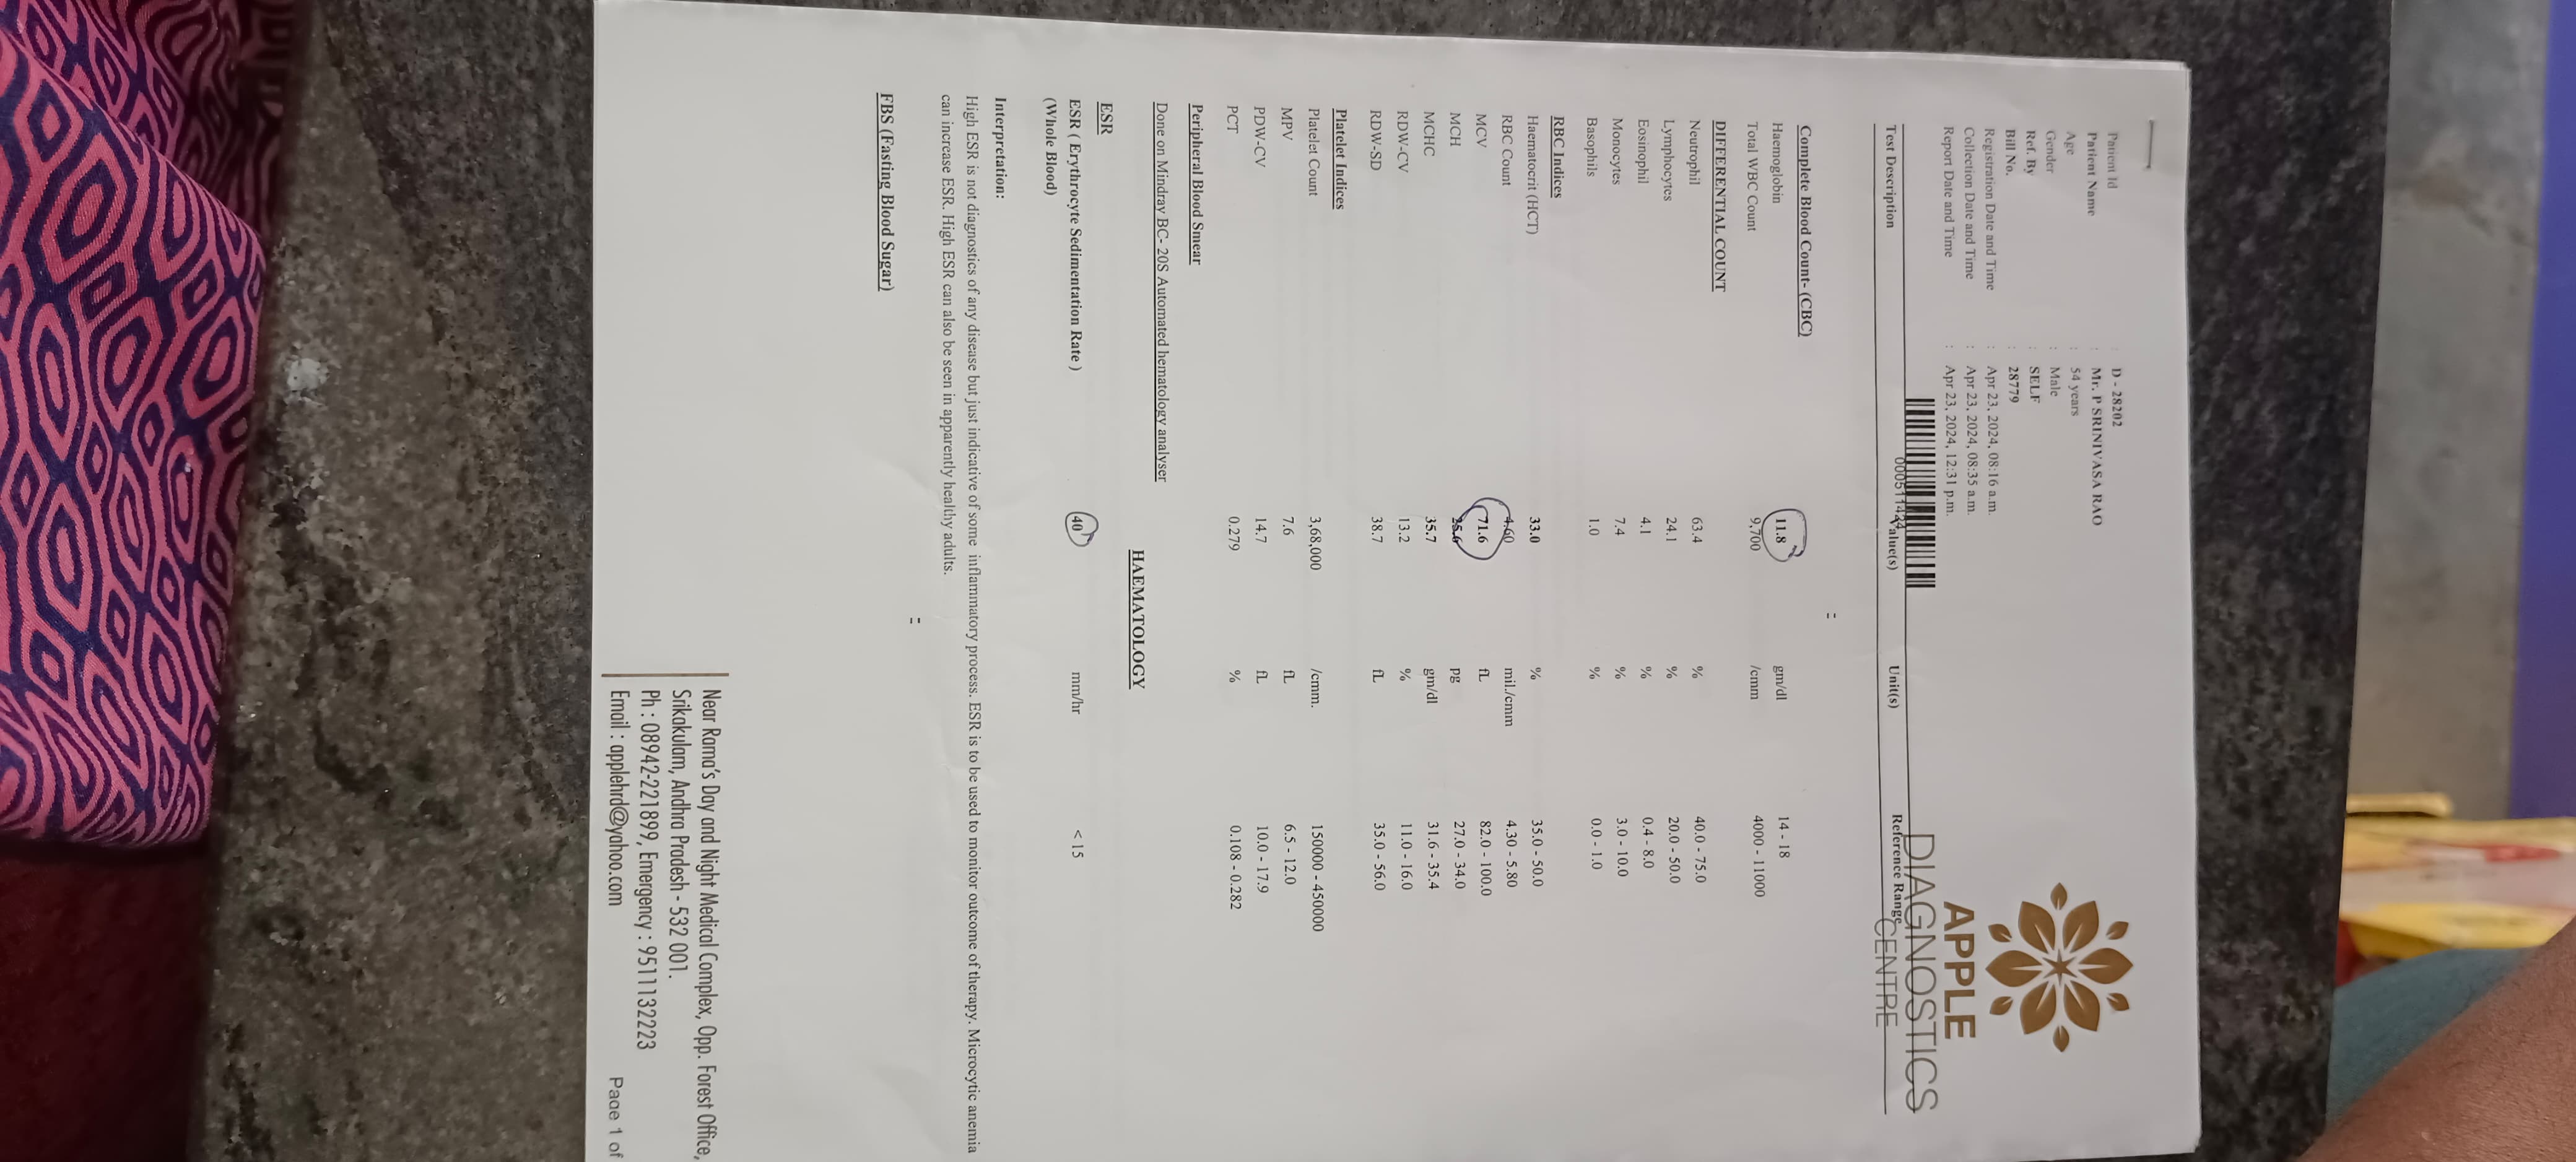 APPLE
DIAGNOSTICS
CENTRE
Patient Id : D - 28202
Patient Name : Mr. P SRINIVASA RAO
Age : 54 years
Gender : Male
Ref. By : SELF
Bill No. : 28779
Registration Date and Time : Apr 23, 2024, 08:16 a.m.
Collection Date and Time : Apr 23, 2024, 08:35 a.m.
Report Date and Time : Apr 23, 2024, 12:31 p.m.
Test Description Value(s) Unit(s) Reference Range
:
Complete Blood Count- (CBC)
Haemoglobin 11.8 gm/dl 14 - 18
Total WBC Count 9,700 /cmm 4000 - 11000
DIFFERENTIAL COUNT
Neutrophil 63.4 % 40.0 - 75.0
Lymphocytes 24.1 % 20.0 - 50.0
Eosinophil 4.1 % 0.4 - 8.0
Monocytes 7.4 % 3.0 - 10.0
Basophils 1.0 % 0.0 - 1.0
RBC Indices
Haematocrit (HCT) 33.0 % 35.0 - 50.0
RBC Count 4.60 mil./cmm 4.30 - 5.80
MCV 71.6 fL 82.0 - 100.0
MCH 25.6 pg 27.0 - 34.0
MCHC 35.7 gm/dl 31.6 - 35.4
RDW-CV 13.2 % 11.0 - 16.0
RDW-SD 38.7 fL 35.0 - 56.0
Platelet Indices
Platelet Count 3,68,000 /cmm. 150000 - 450000
MPV 7.6 fL 6.5 - 12.0
PDW-CV 14.7 fL 10.0 - 17.9
PCT 0.279 % 0.108 - 0.282
Peripheral Blood Smear
Done on Mindray BC- 20S Automated hematology analyser
HAEMATOLOGY
ESR
ESR ( Erythrocyte Sedimentation Rate ) 40 mm/hr < 15
(Whole Blood)
Interpretation:
High ESR is not diagnostics of any disease but just indicative of some inflammatory process. ESR is to be used to monitor outcome of therapy. Microcytic anemia
can increase ESR. High ESR can also be seen in apparently healthy adults.
:
FBS (Fasting Blood Sugar)
Near Rama's Day and Night Medical Complex, Opp. Forest Office,
Srikakulam, Andhra Pradesh - 532 001.
Ph : 08942-221899, Emergency : 9511132223
Email : applehrd@yahoo.com
Page 1 of